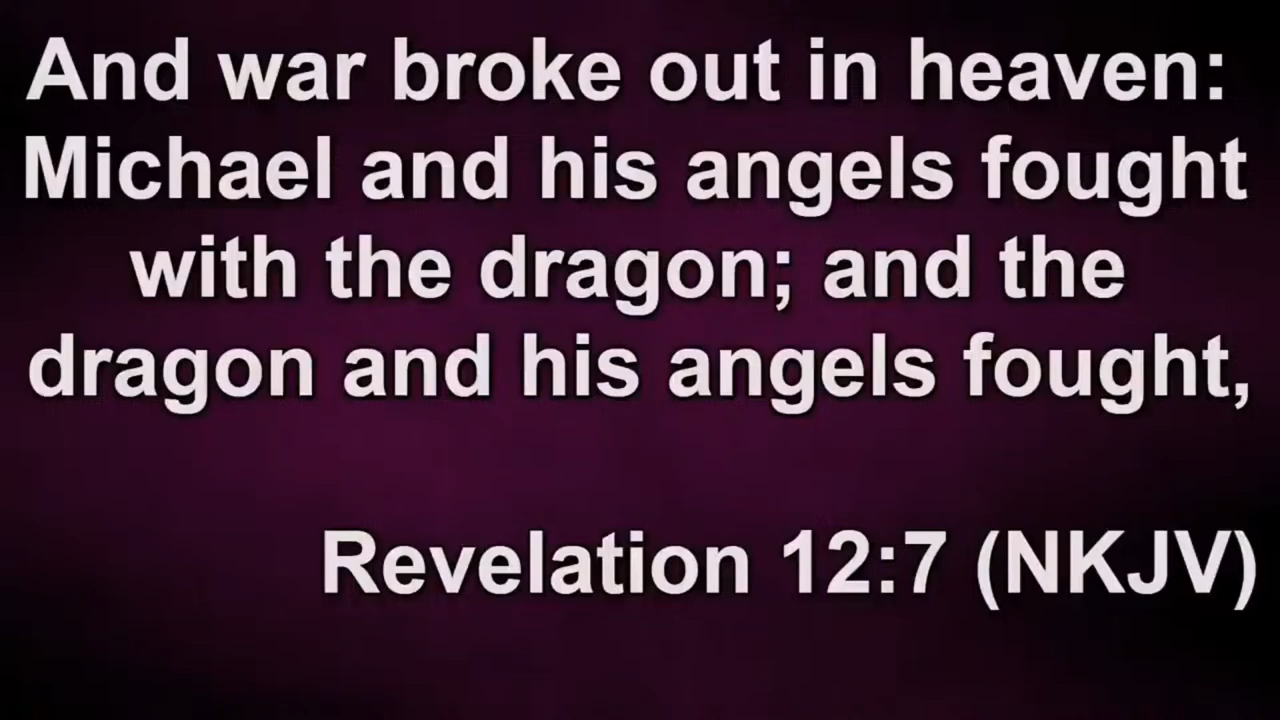 And war broke out in heaven:
Michael and his angels fought
with the dragon; and the
dragon and his angels fought,
Revelation 12:7 (NKJV)